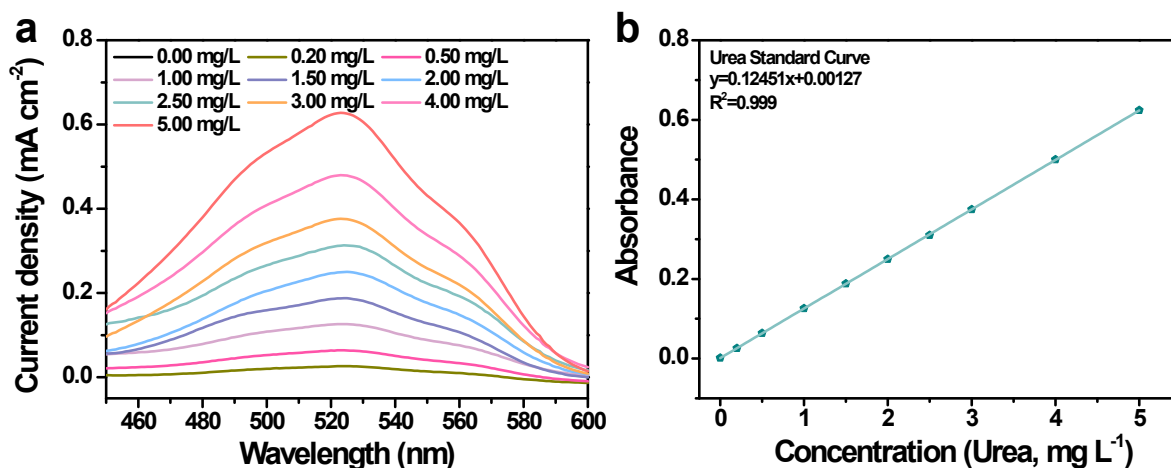 a
0.8
0.6
0.4
0.2
0.0
Current density (mA cm⁻²)
0.00 mg/L 0.20 mg/L 0.50 mg/L
1.00 mg/L 1.50 mg/L 2.00 mg/L
2.50 mg/L 3.00 mg/L 4.00 mg/L
5.00 mg/L
460 480 500 520 540 560 580 600
Wavelength (nm)
b
0.8
0.6
0.4
0.2
0.0
Absorbance
Urea Standard Curve
y=0.12451x+0.00127
R²=0.999
0 1 2 3 4 5
Concentration (Urea, mg L⁻¹)